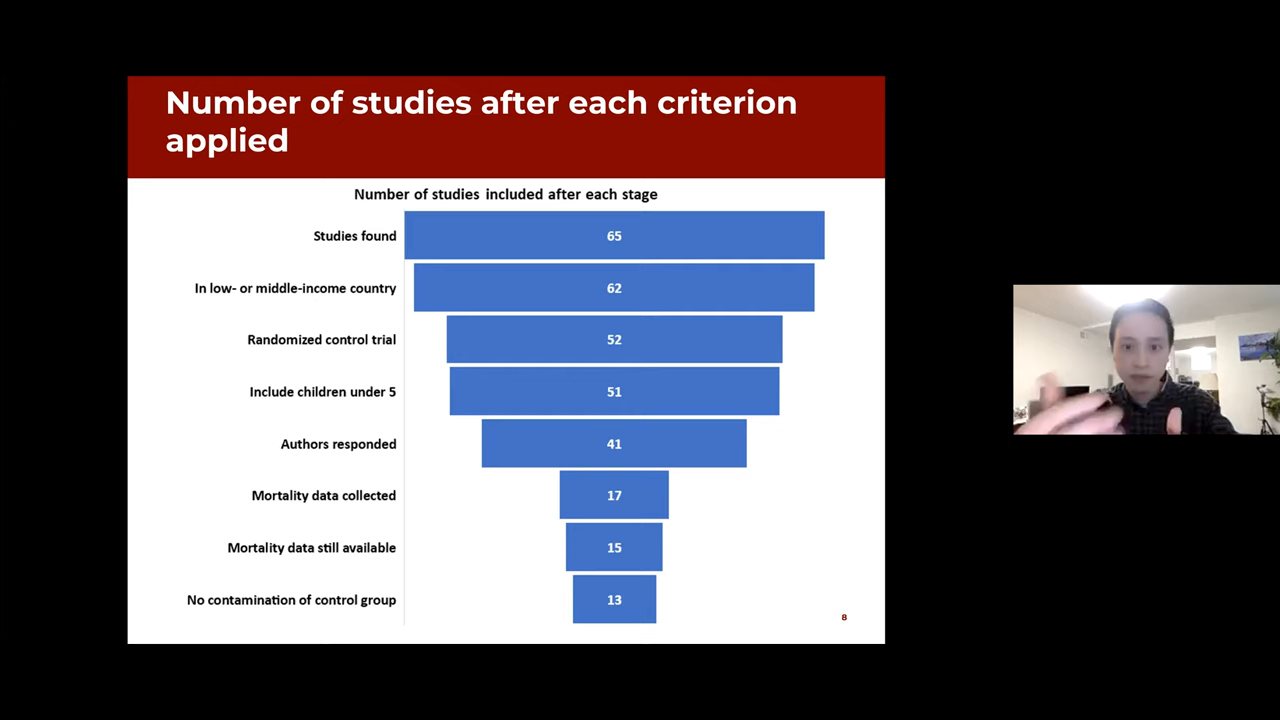 Number of studies after each criterion
applied
Number of studies included after each stage
Studies found 65
In low- or middle-income country 62
Randomized control trial 52
Include children under 5 51
Authors responded 41
Mortality data collected 17
Mortality data still available 15
No contamination of control group 13
8